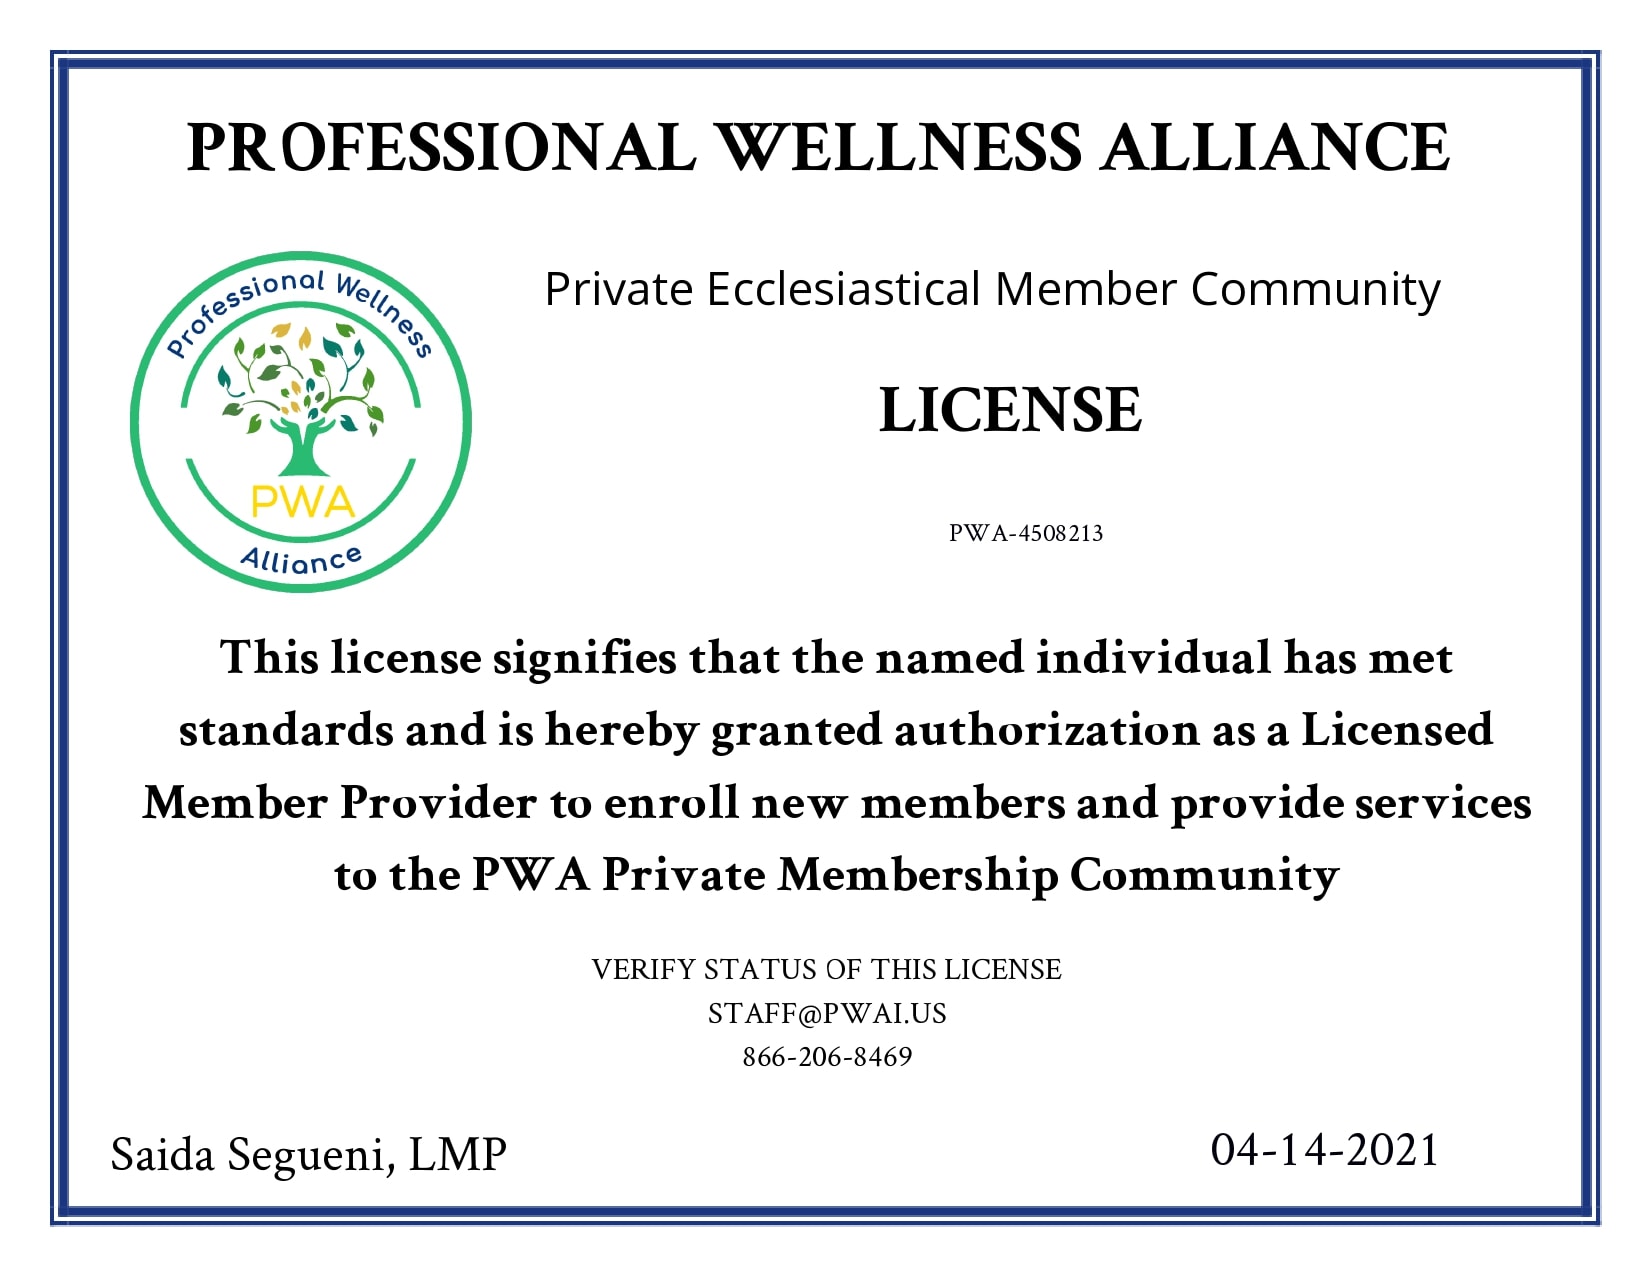 PROFESSIONAL WELLNESS ALLIANCE
Professional Wellness
PWA
Alliance
Private Ecclesiastical Member Community
LICENSE
PWA-4508213
This license signifies that the named individual has met
standards and is hereby granted authorization as a Licensed
Member Provider to enroll new members and provide services
to the PWA Private Membership Community
VERIFY STATUS OF THIS LICENSE
STAFF@PWAI.US
866-206-8469
Saida Segueni, LMP
04-14-2021